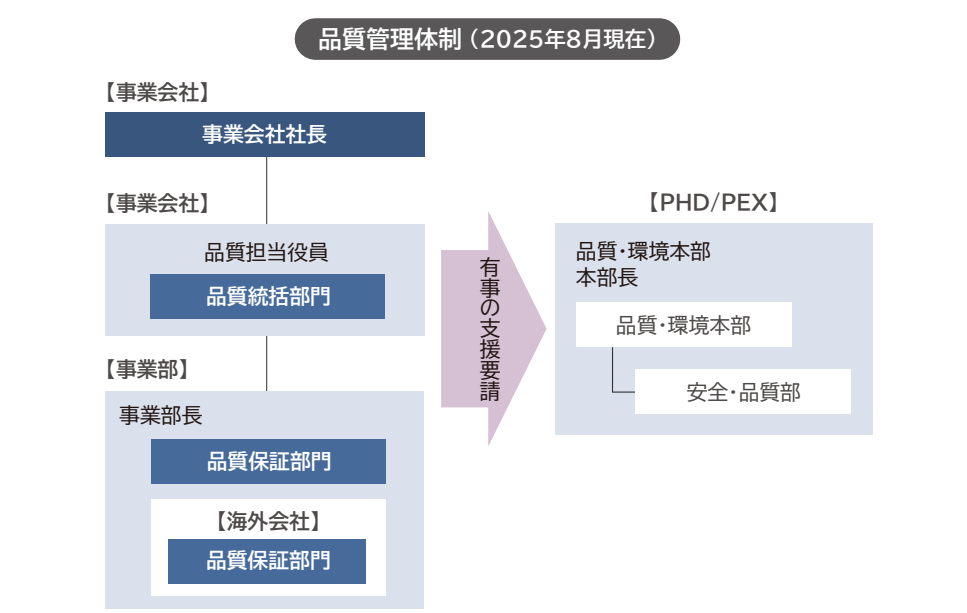 品質管理体制（2025年8月現在）
【事業会社】
事業会社社長
【事業会社】
品質担当役員
品質統括部門
【事業部】
事業部長
品質保証部門
【海外会社】
品質保証部門
有事の支援要請
【PHD/PEX】
品質・環境本部
本部長
品質・環境本部
安全・品質部